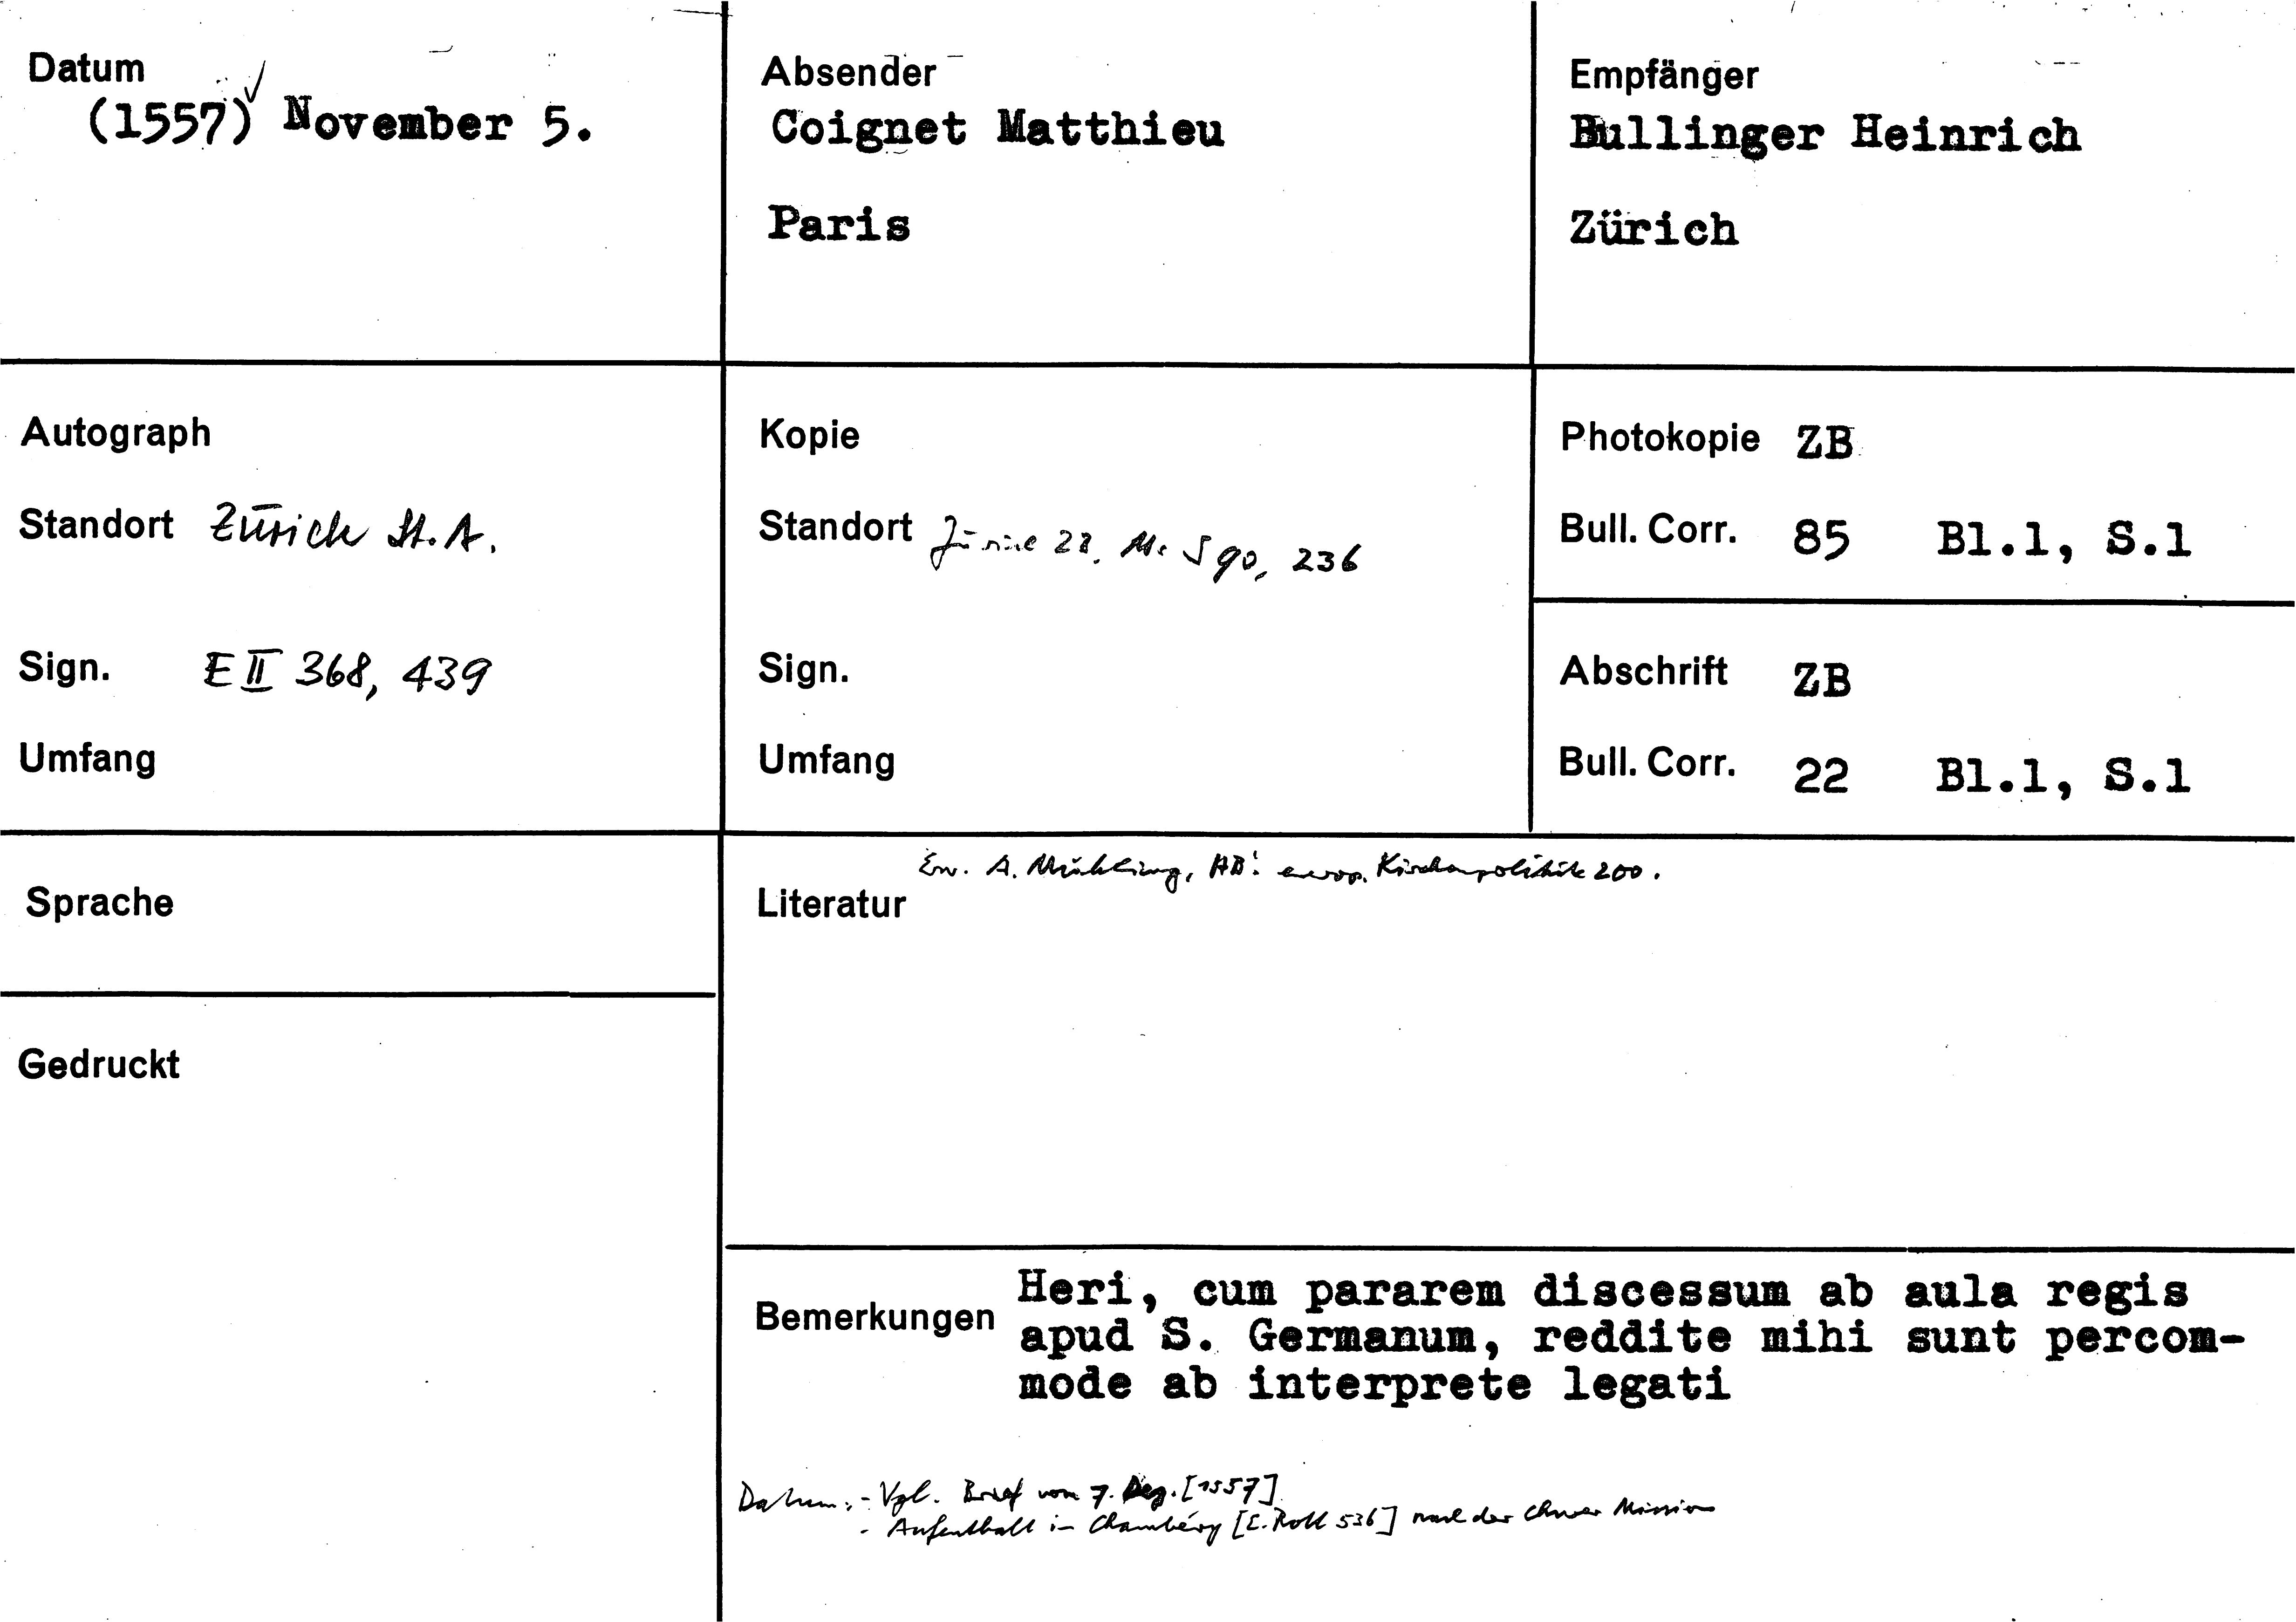 Datum
(1557) November 5.
Absender
Coignet Matthieu
Paris
Empfänger
Bullinger Heinrich
Zürich
Autograph
Standort Zürich St. A.
Sign. E II 368, 439
Umfang
Kopie
Standort Zürich ZB, Ms S 90, 236
Sign.
Umfang
Photokopie ZB
Bull. Corr. 85 Bl.1, S.1
Abschrift ZB
Bull. Corr. 22 Bl.1, S.1
Sprache
Gedruckt
Erw. A. Mühling, HB's europ. Kirchenpolitik 200.
Literatur
Bemerkungen
Heri, cum pararem discessum ab aula regis
apud S. Germanum, reddite mihi sunt percom-
mode ab interprete legati
Datum: - Vgl. Brief vom 7. Dez. [1557]
- Aufenthalt in Chambéry [E. Rott 536] nach der Churer Mission